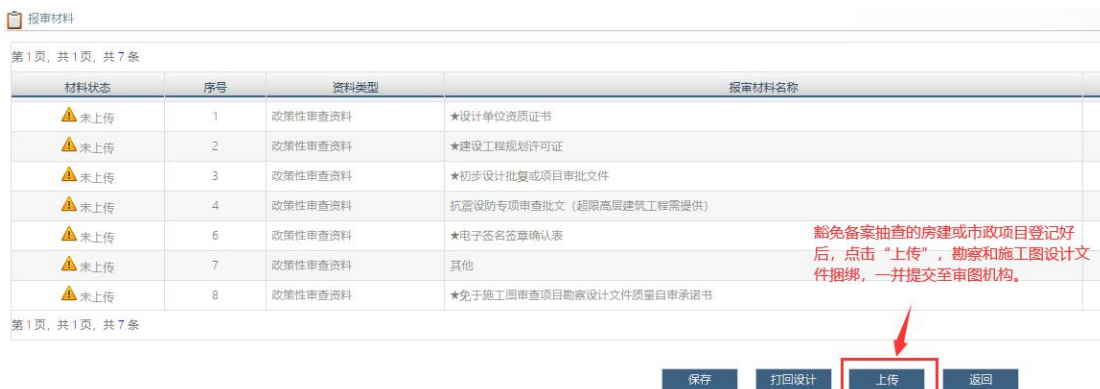 报审材料
第1页, 共1页, 共7条
材料状态 序号 资料类型 报审材料名称
未上传 1 政策性审查资料 ★设计单位资质证书
未上传 2 政策性审查资料 ★建设工程规划许可证
未上传 3 政策性审查资料 ★初步设计批复或项目审批文件
未上传 4 政策性审查资料 抗震设防专项审查批文（超限高层建筑工程需提供）
未上传 6 政策性审查资料 ★电子签名签章确认表
未上传 7 政策性审查资料 其他
未上传 8 政策性审查资料 ★免于施工图审查项目勘察设计文件质量自审承诺书
豁免备案抽查的房建或市政项目登记好
后，点击“上传”，勘察和施工图设计文
件捆绑，一并提交至审图机构。
第1页, 共1页, 共7条
保存 打回设计 上传 返回